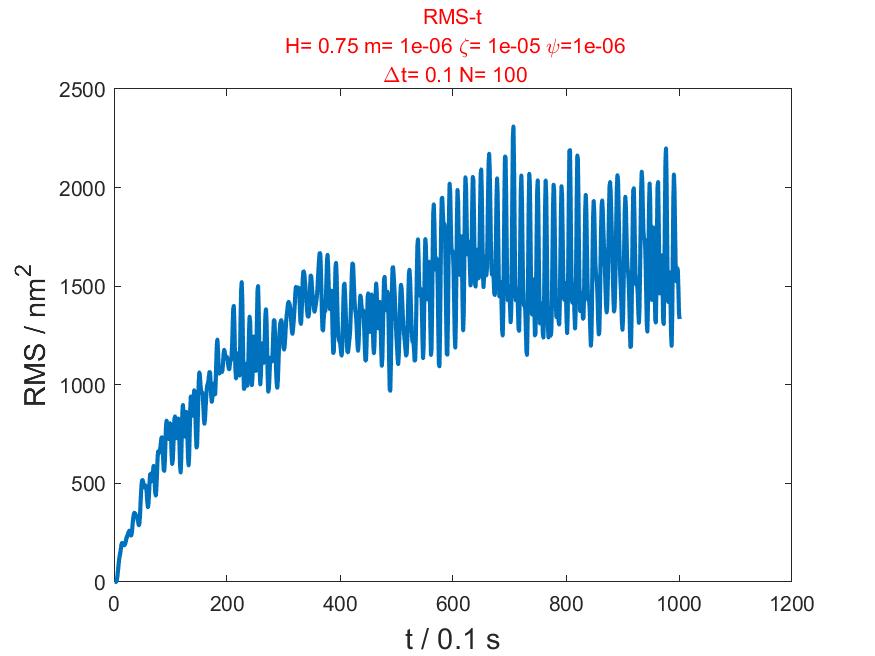 RMS-t
H= 0.75 m= 1e-06 ζ= 1e-05 ψ=1e-06
Δt= 0.1 N= 100
2500
2000
1500
1000
500
0
RMS / nm²
0 200 400 600 800 1000 1200
t / 0.1 s